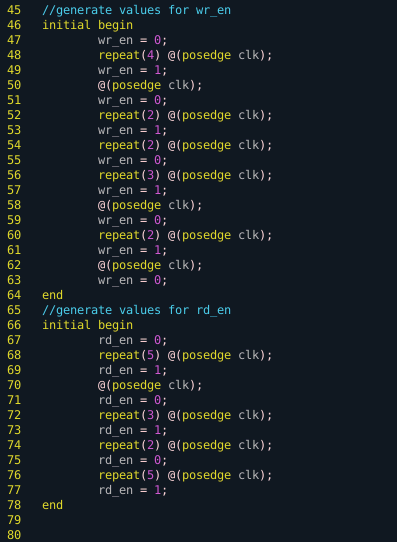 45 //generate values for wr_en
46 initial begin
47 wr_en = 0;
48 repeat(4) @(posedge clk);
49 wr_en = 1;
50 @(posedge clk);
51 wr_en = 0;
52 repeat(2) @(posedge clk);
53 wr_en = 1;
54 repeat(2) @(posedge clk);
55 wr_en = 0;
56 repeat(3) @(posedge clk);
57 wr_en = 1;
58 @(posedge clk);
59 wr_en = 0;
60 repeat(2) @(posedge clk);
61 wr_en = 1;
62 @(posedge clk);
63 wr_en = 0;
64 end
65 //generate values for rd_en
66 initial begin
67 rd_en = 0;
68 repeat(5) @(posedge clk);
69 rd_en = 1;
70 @(posedge clk);
71 rd_en = 0;
72 repeat(3) @(posedge clk);
73 rd_en = 1;
74 repeat(2) @(posedge clk);
75 rd_en = 0;
76 repeat(5) @(posedge clk);
77 rd_en = 1;
78 end
79
80